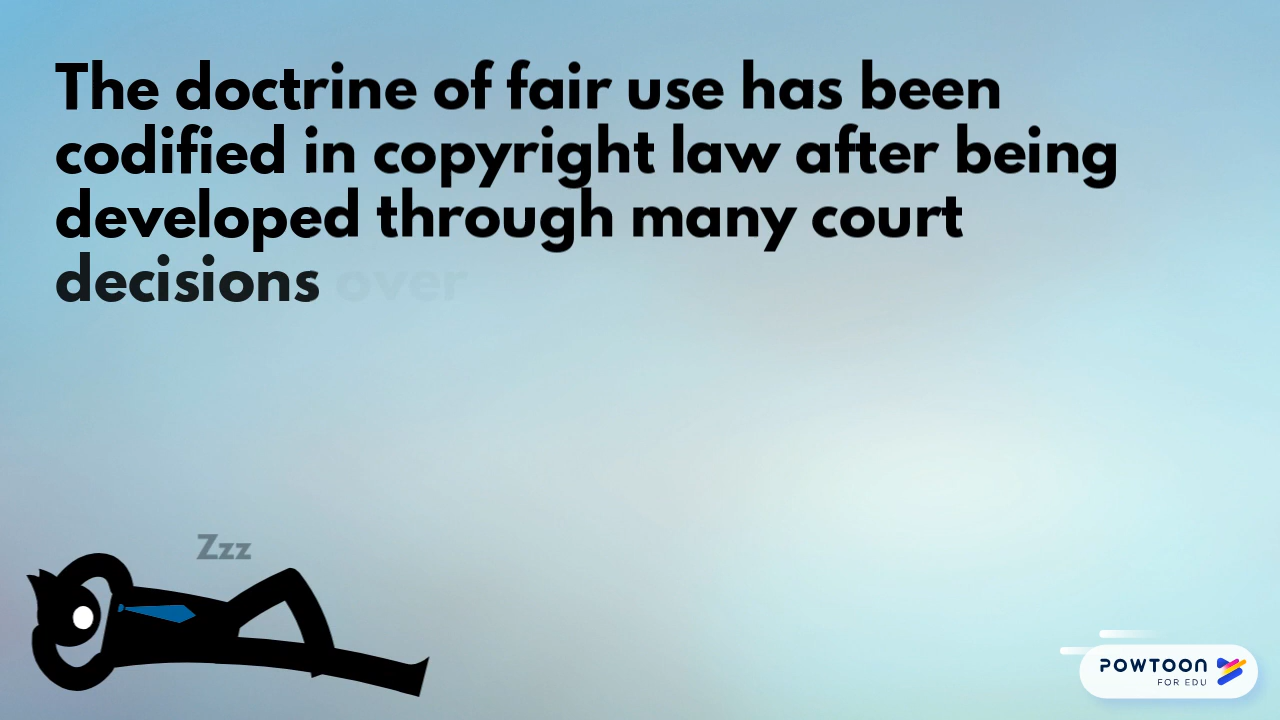 The doctrine of fair use has been
codified in copyright law after being
developed through many court
decisions over
Zzz
POWTOON
FOR EDU